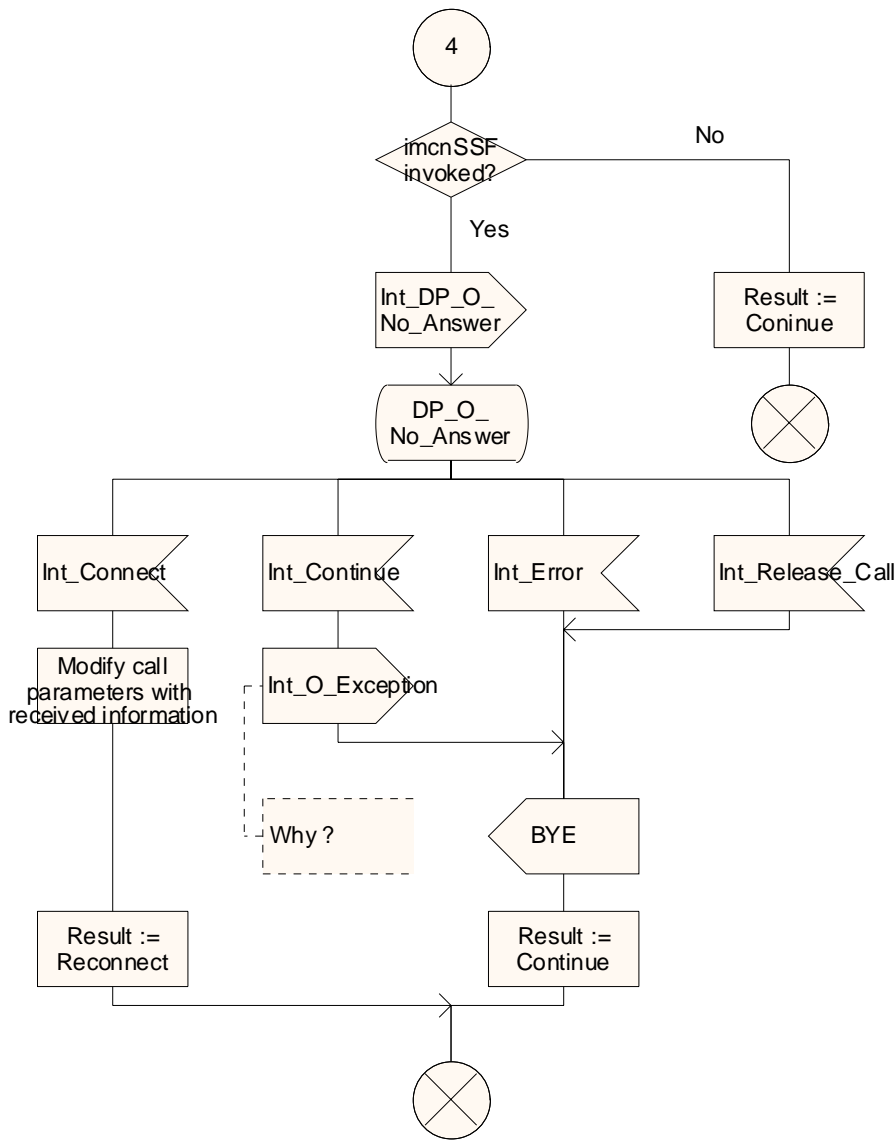 4
imcnSSF
invoked?
No
Yes
Int_DP_O_
No_Answer
Result :=
Coninue
DP_O_
No_Answer
Int_Connect
Int_Continue
Int_Error
Int_Release_Call
Modify call
parameters with
received information
Int_O_Exception
Why ?
BYE
Result :=
Reconnect
Result :=
Continue